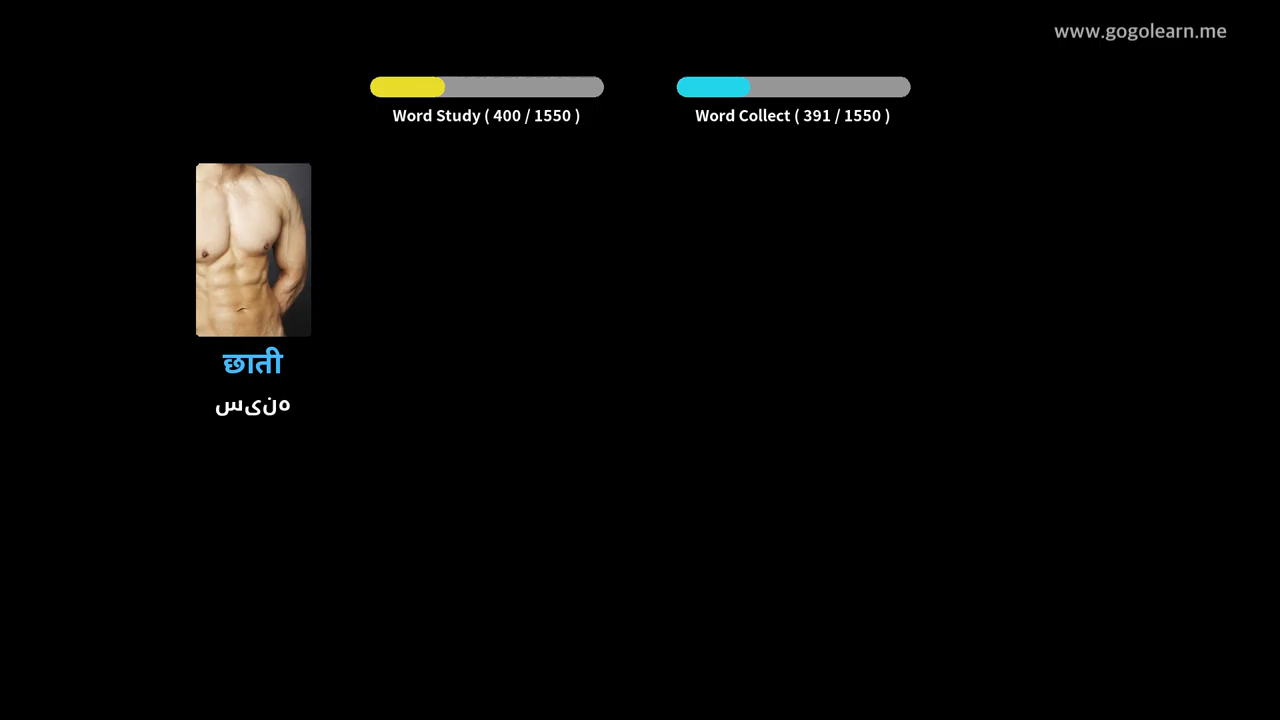 www.gogolearn.me
Word Study ( 400 / 1550 )
Word Collect ( 391 / 1550 )
छाती
سینہ